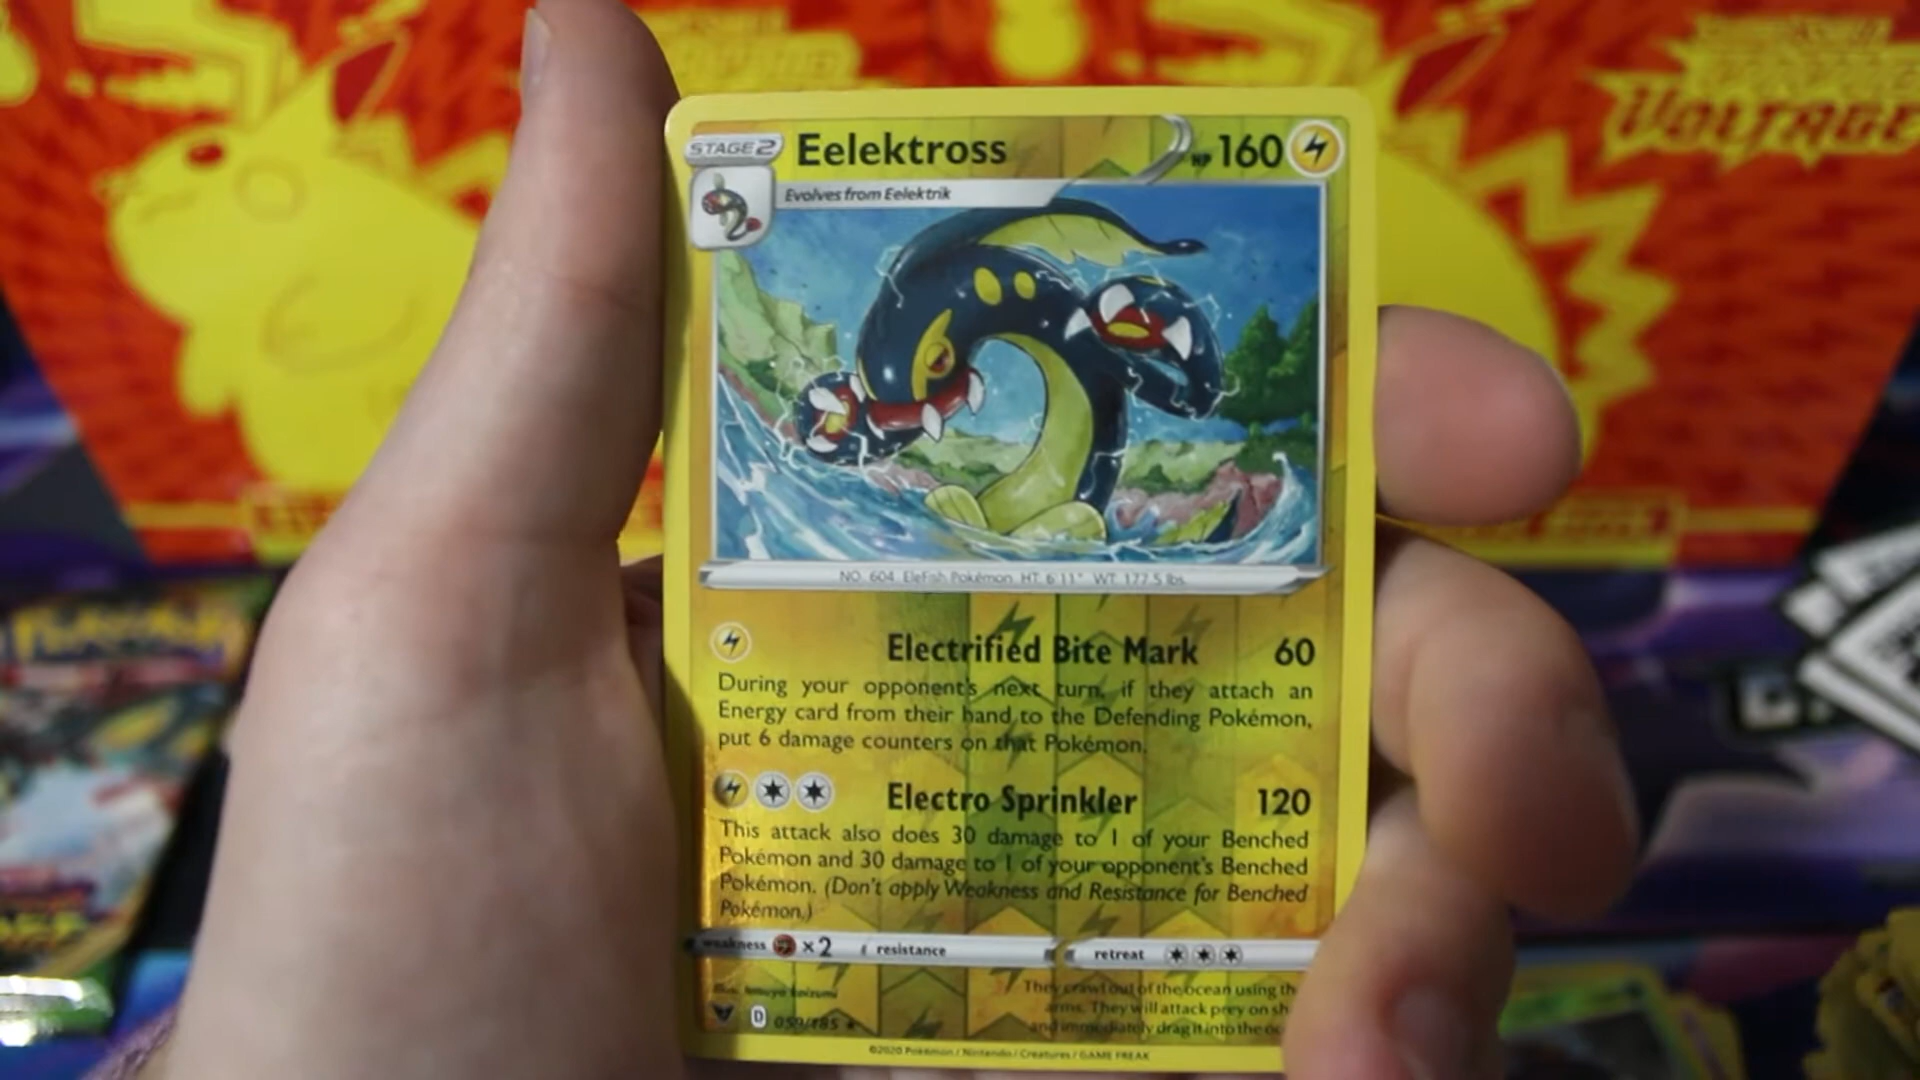 VOLTAGE
STAGE 2
Eelektross
HP 160
Evolves from Eelektrik
NO. 604 EleFish Pokémon HT: 6'11" WT: 177.5 lbs.
Electrified Bite Mark 60
During your opponent's next turn, if they attach an
Energy card from their hand to the Defending Pokémon,
put 6 damage counters on that Pokémon.
Electro Sprinkler 120
This attack also does 30 damage to 1 of your Benched
Pokémon and 30 damage to 1 of your opponent's Benched
Pokémon. (Don't apply Weakness and Resistance for Benched
Pokémon.)
weakness ×2 resistance retreat
They crawl out of the ocean using th
arms. They will attack prey on sh
and immediately drag it into the oc
D 059/185 ★
©2020 Pokémon / Nintendo / Creatures / GAME FREAK